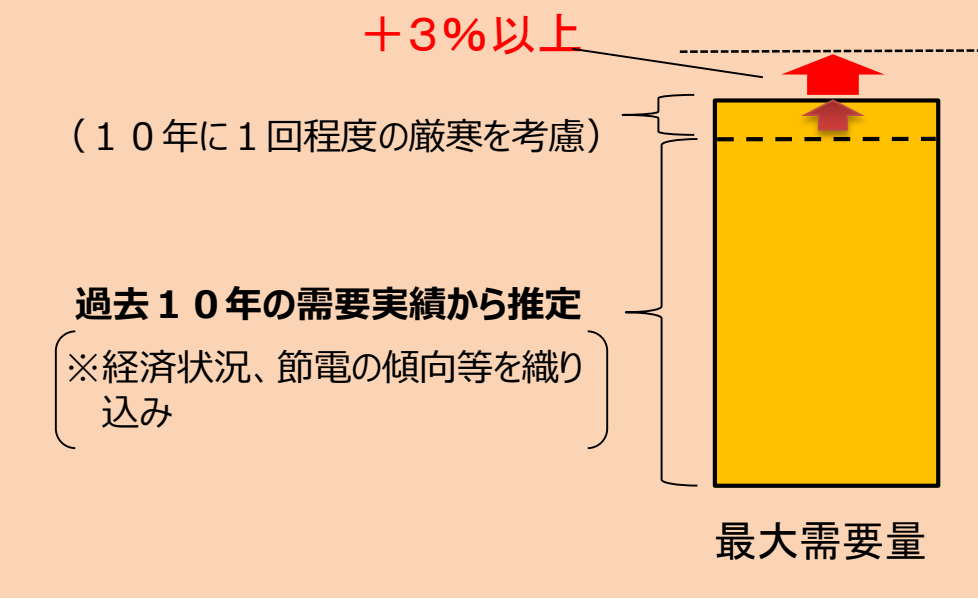 ＋3％以上
（１０年に１回程度の厳寒を考慮）
過去１０年の需要実績から推定
※経済状況、節電の傾向等を織り
込み
最大需要量